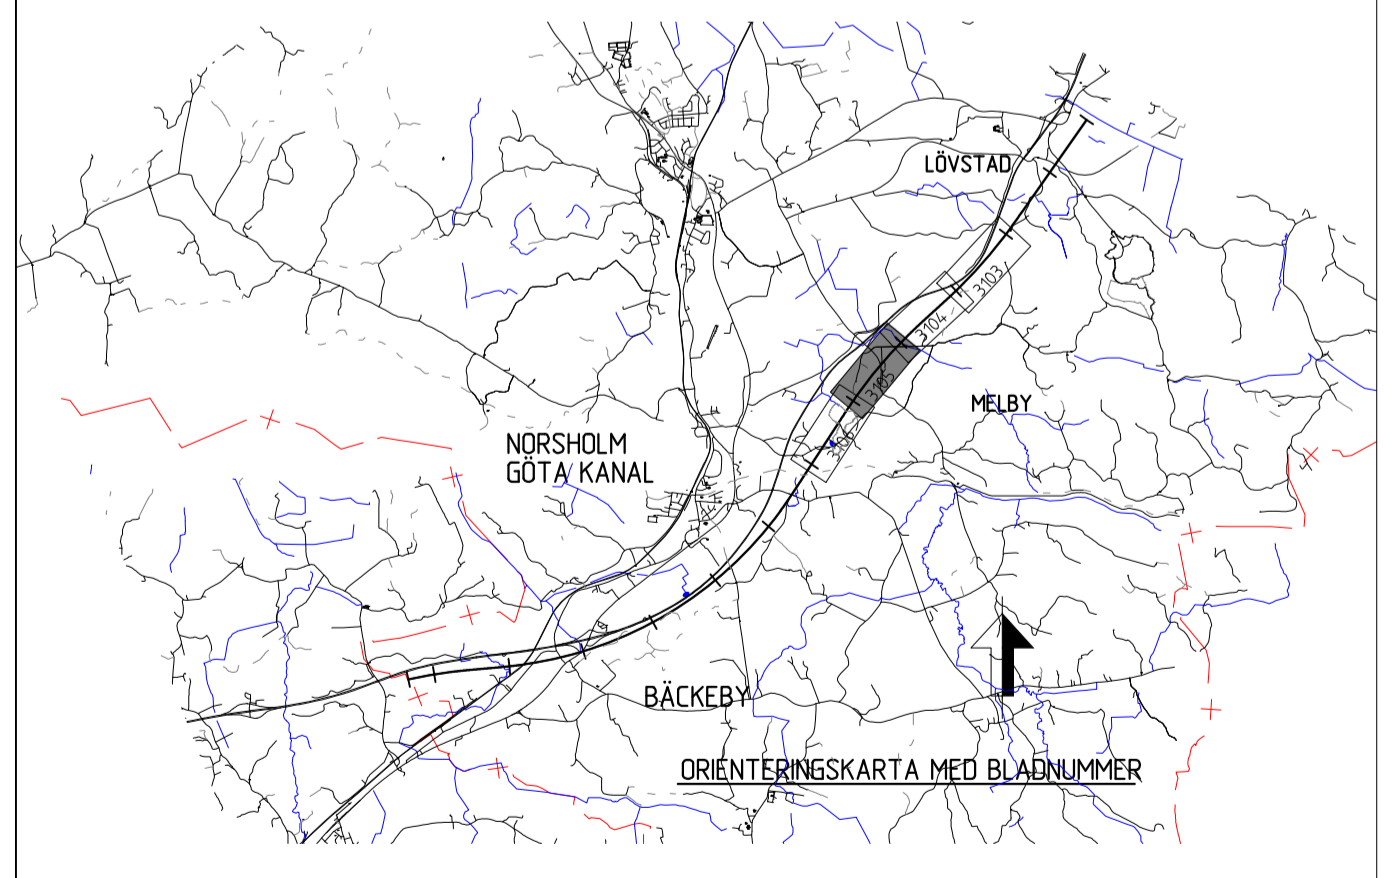 LÖVSTAD
3103
3104
3105
MELBY
3106
NORSHOLM
GÖTA KANAL
BÄCKEBY
ORIENTERINGSKARTA MED BLADNUMMER